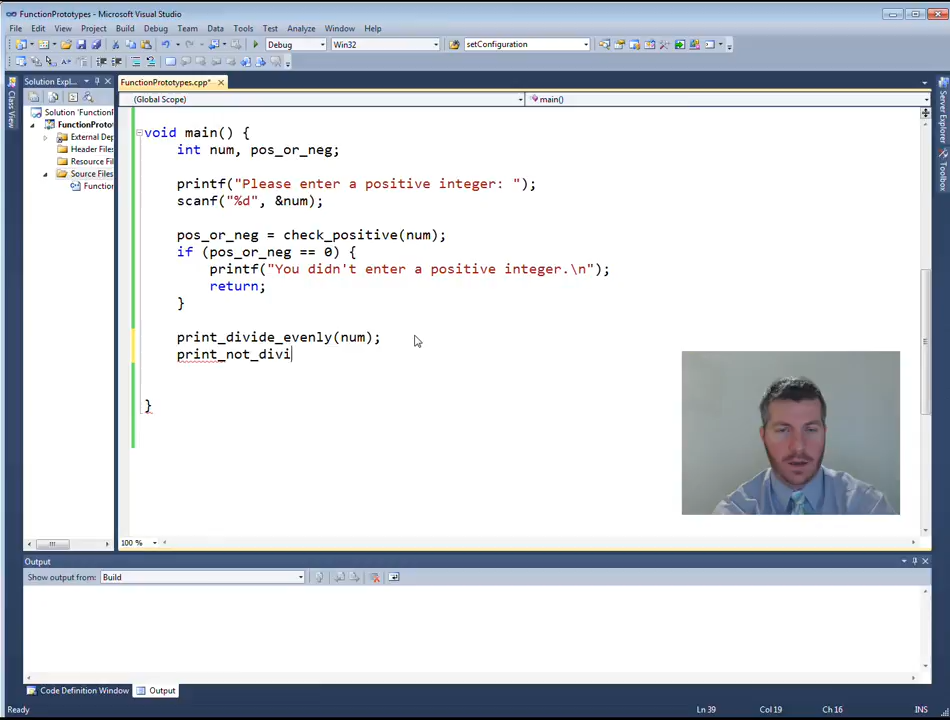 FunctionPrototypes - Microsoft Visual Studio
File Edit View Project Build Debug Team Data Tools Test Analyze Window Help
Debug Win32 setConfiguration
Solution Expl... FunctionPrototypes.cpp*
(Global Scope) main()
Class View
Server Explorer
Toolbox
Solution 'Functionl
FunctionProto
External Dep
Header Files
Resource Fil
Source Files
Function
void main() {
int num, pos_or_neg;
printf("Please enter a positive integer: ");
scanf("%d", &num);
pos_or_neg = check_positive(num);
if (pos_or_neg == 0) {
printf("You didn't enter a positive integer.\n");
return;
}
print_divide_evenly(num);
print_not_divi
}
100 %
Output
Show output from: Build
Code Definition Window Output
Ready Ln 39 Col 19 Ch 16 INS